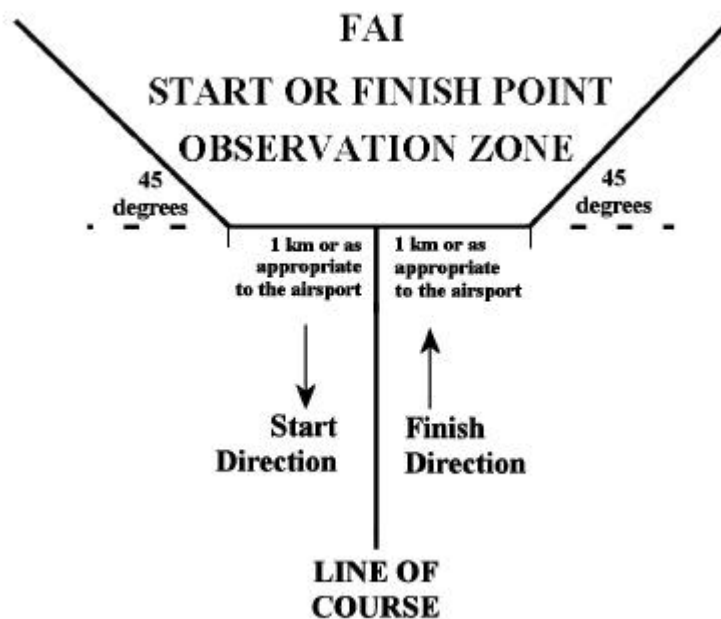 FAI
START OR FINISH POINT
OBSERVATION ZONE
45
degrees
45
degrees
1 km or as
appropriate
to the airsport
1 km or as
appropriate
to the airsport
Start
Direction
Finish
Direction
LINE OF
COURSE